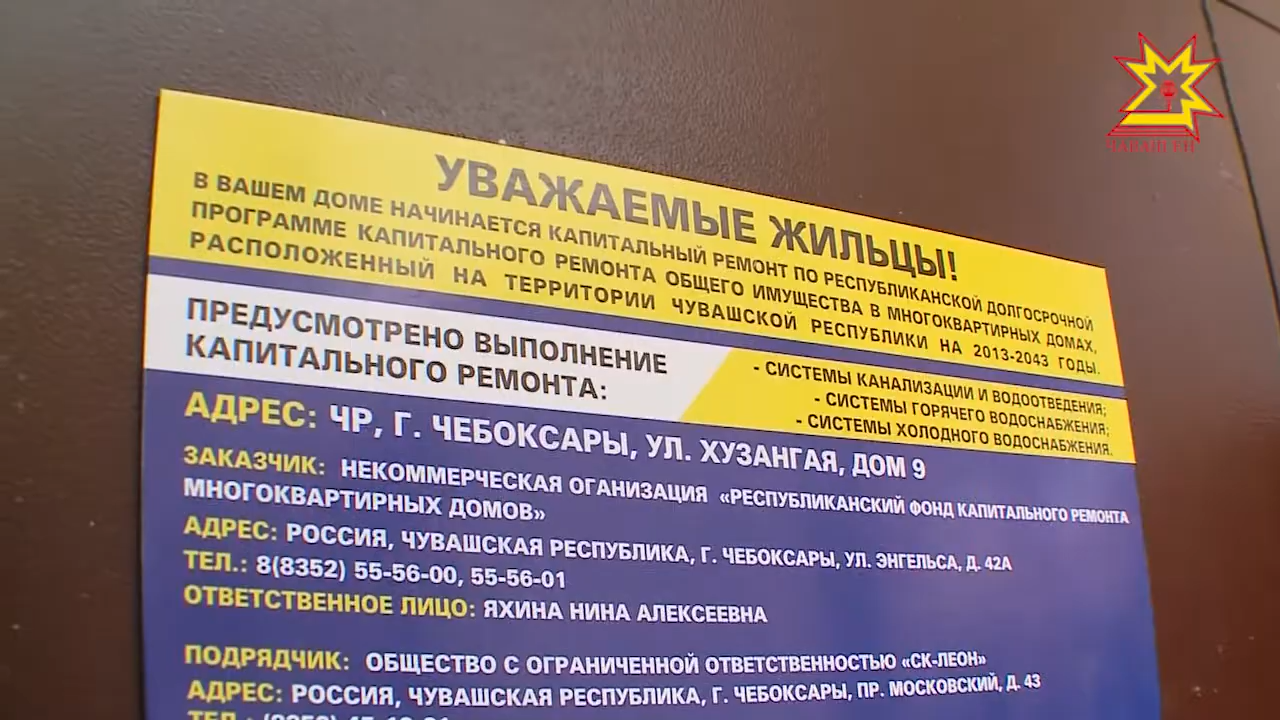 УВАЖАЕМЫЕ ЖИЛЬЦЫ!
В ВАШЕМ ДОМЕ НАЧИНАЕТСЯ КАПИТАЛЬНЫЙ РЕМОНТ ПО РЕСПУБЛИКАНСКОЙ ДОЛГОСРОЧНОЙ
ПРОГРАММЕ КАПИТАЛЬНОГО РЕМОНТА ОБЩЕГО ИМУЩЕСТВА В МНОГОКВАРТИРНЫХ ДОМАХ,
РАСПОЛОЖЕННЫЙ НА ТЕРРИТОРИИ ЧУВАШСКОЙ РЕСПУБЛИКИ НА 2013-2043 ГОДЫ.
ПРЕДУСМОТРЕНО ВЫПОЛНЕНИЕ
КАПИТАЛЬНОГО РЕМОНТА:
- СИСТЕМЫ КАНАЛИЗАЦИИ И ВОДООТВЕДЕНИЯ;
- СИСТЕМЫ ГОРЯЧЕГО ВОДОСНАБЖЕНИЯ;
- СИСТЕМЫ ХОЛОДНОГО ВОДОСНАБЖЕНИЯ.
АДРЕС: ЧР, Г. ЧЕБОКСАРЫ, УЛ. ХУЗАНГАЯ, ДОМ 9
ЗАКАЗЧИК: НЕКОММЕРЧЕСКАЯ ОГАНИЗАЦИЯ «РЕСПУБЛИКАНСКИЙ ФОНД КАПИТАЛЬНОГО РЕМОНТА
МНОГОКВАРТИРНЫХ ДОМОВ»
АДРЕС: РОССИЯ, ЧУВАШСКАЯ РЕСПУБЛИКА, Г. ЧЕБОКСАРЫ, УЛ. ЭНГЕЛЬСА, Д. 42А
ТЕЛ.: 8(8352) 55-56-00, 55-56-01
ОТВЕТСТВЕННОЕ ЛИЦО: ЯХИНА НИНА АЛЕКСЕЕВНА
ПОДРЯДЧИК: ОБЩЕСТВО С ОГРАНИЧЕННОЙ ОТВЕТСТВЕННОСТЬЮ «СК-ЛЕОН»
АДРЕС: РОССИЯ, ЧУВАШСКАЯ РЕСПУБЛИКА, Г. ЧЕБОКСАРЫ, ПР. МОСКОВСКИЙ, Д. 43
ТЕЛ.: